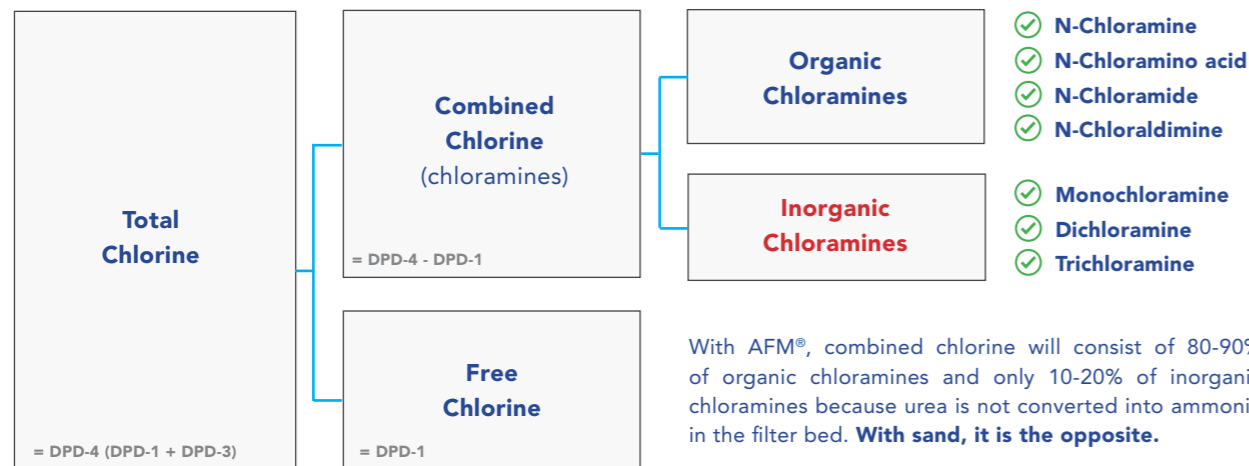 Total
Chlorine
= DPD-4 (DPD-1 + DPD-3)
Combined
Chlorine
(chloramines)
= DPD-4 - DPD-1
Free
Chlorine
= DPD-1
Organic
Chloramines
N-Chloramine
N-Chloramino acid
N-Chloramide
N-Chloraldimine
Inorganic
Chloramines
Monochloramine
Dichloramine
Trichloramine
With AFM®, combined chlorine will consist of 80-90%
of organic chloramines and only 10-20% of inorgani
chloramines because urea is not converted into ammoni
in the filter bed. With sand, it is the opposite.